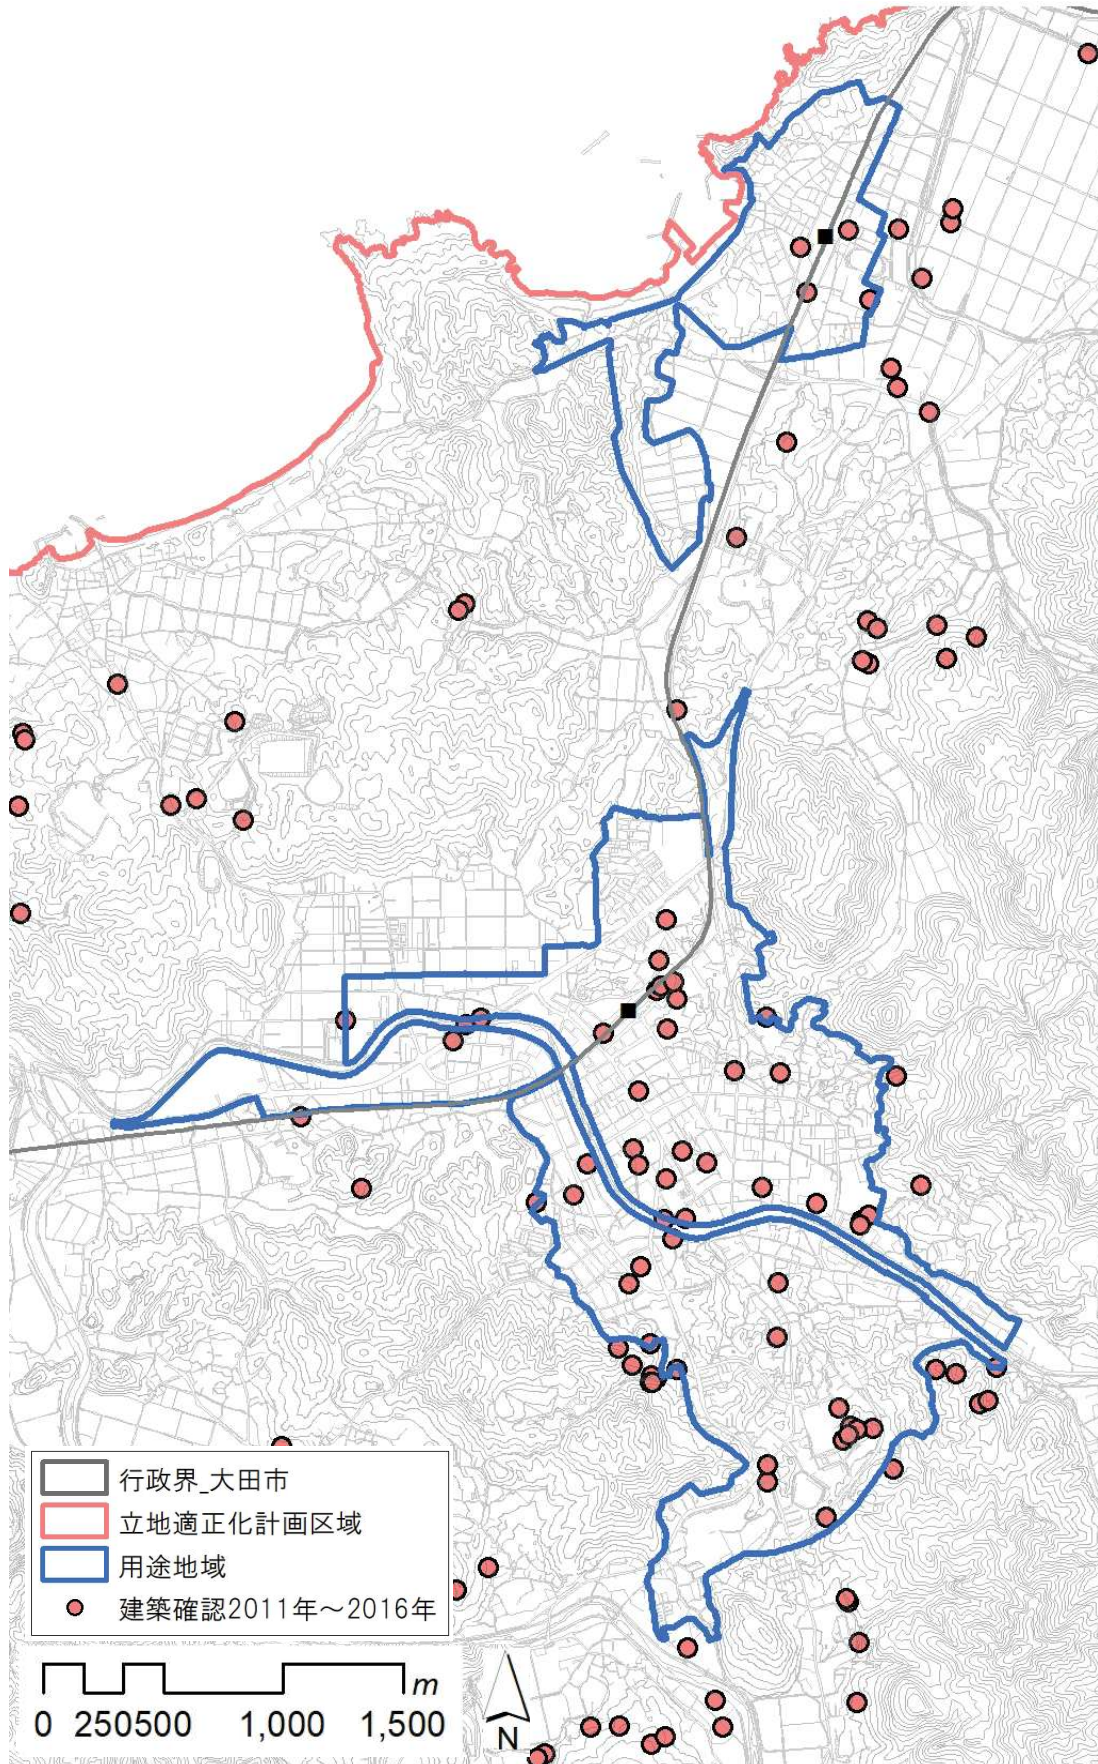 行政界_大田市
立地適正化計画区域
用途地域
建築確認2011年～2016年
m
0 250500 1,000 1,500
N